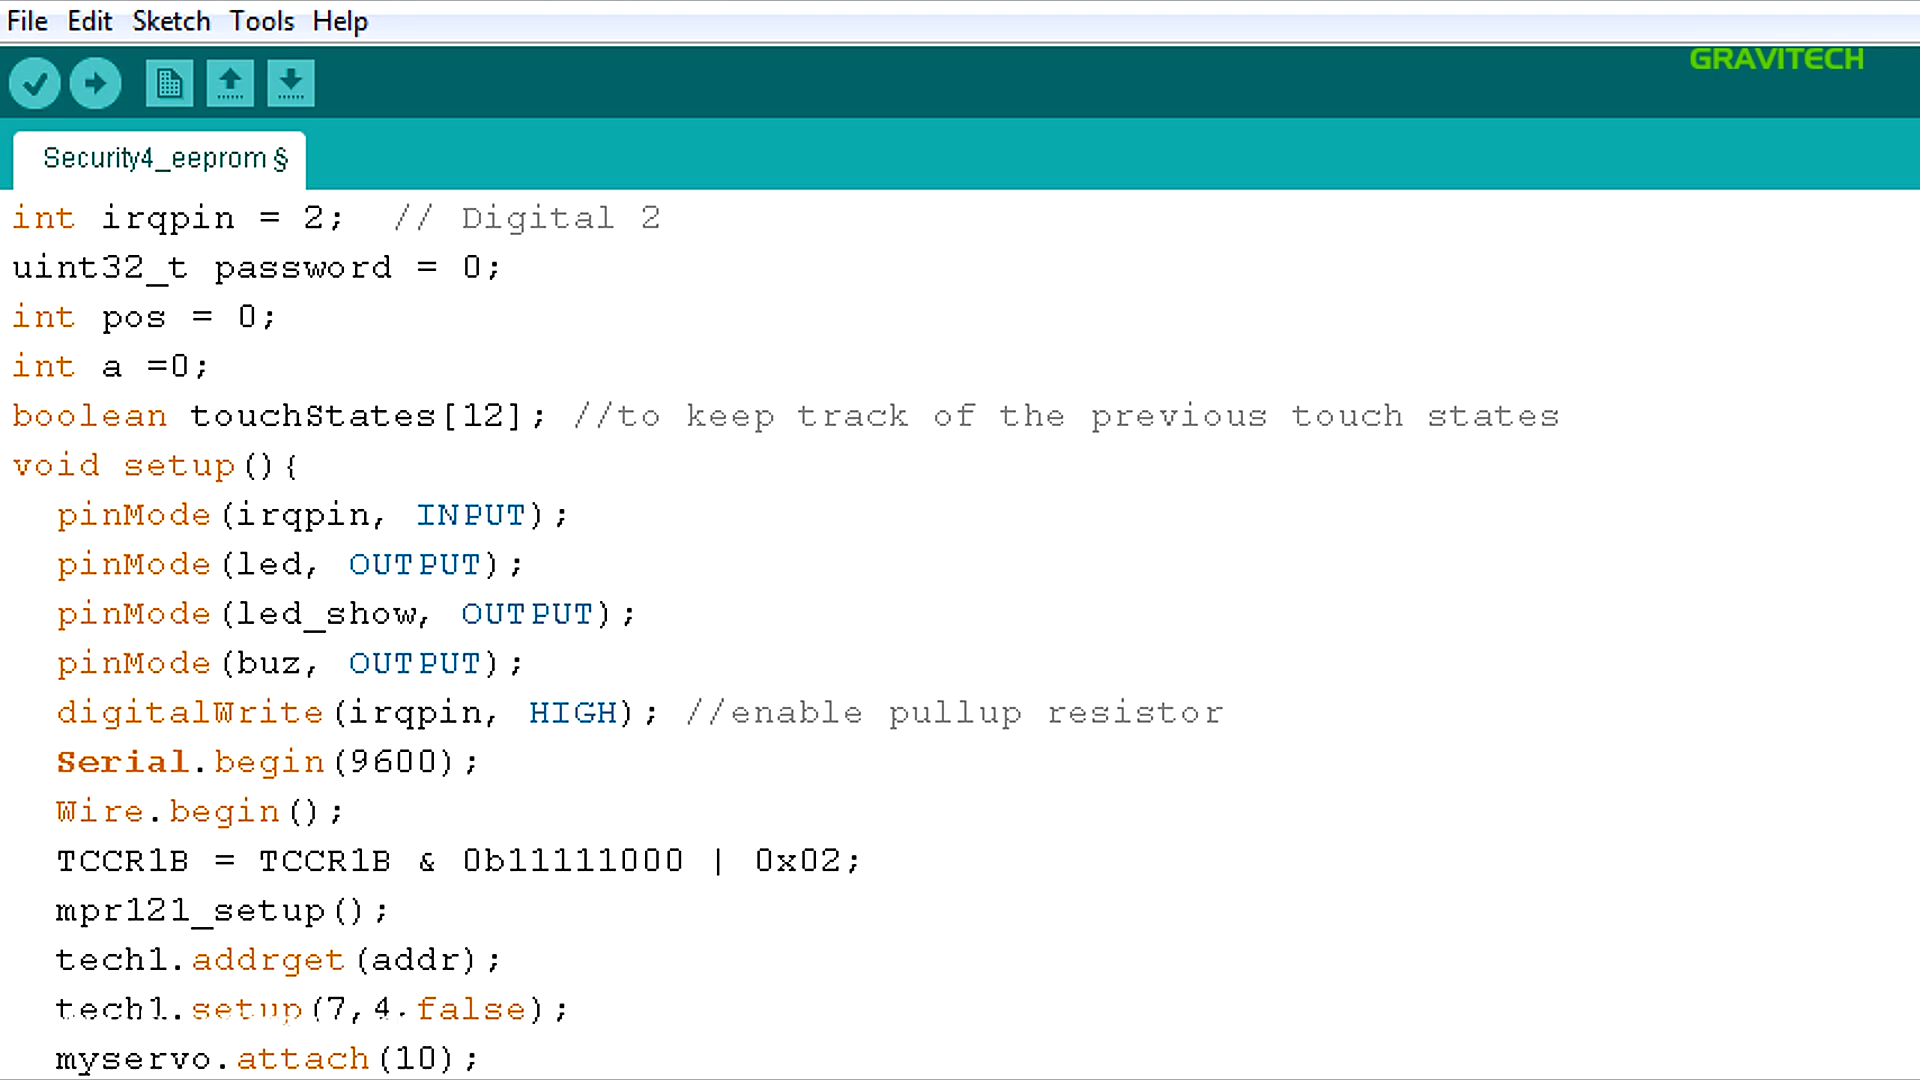 File Edit Sketch Tools Help
GRAVITECH
Security4_eeprom §
int irqpin = 2;  // Digital 2
uint32_t password = 0;
int pos = 0;
int a =0;
boolean touchStates[12]; //to keep track of the previous touch states
void setup(){
  pinMode(irqpin, INPUT);
  pinMode(led, OUTPUT);
  pinMode(led_show, OUTPUT);
  pinMode(buz, OUTPUT);
  digitalWrite(irqpin, HIGH); //enable pullup resistor
  Serial.begin(9600);
  Wire.begin();
  TCCR1B = TCCR1B & 0b11111000 | 0x02;
  mpr121_setup();
  tech1.addrget(addr);
  tech1.setup(7,4,false);
  myservo.attach(10);